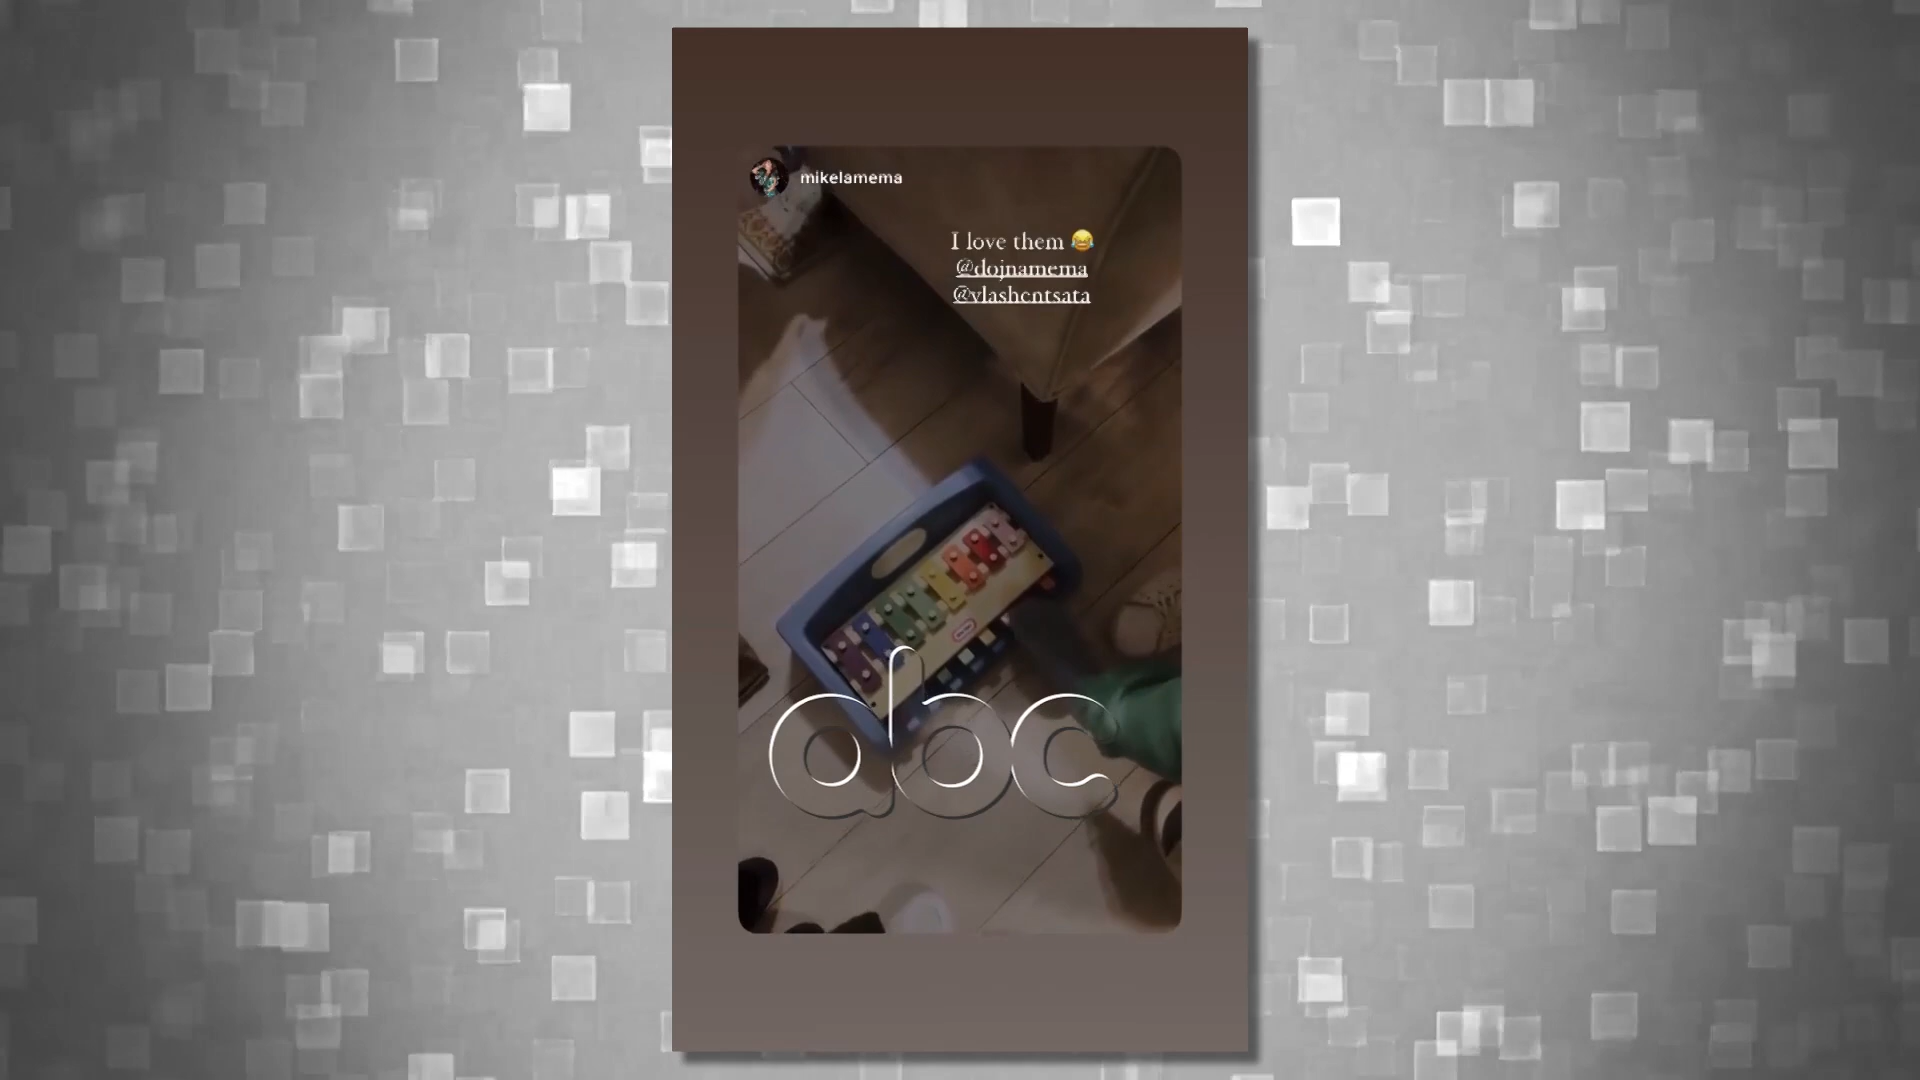 mikelamema
I love them 😂
@dojnamema
@vlashentsata
abc